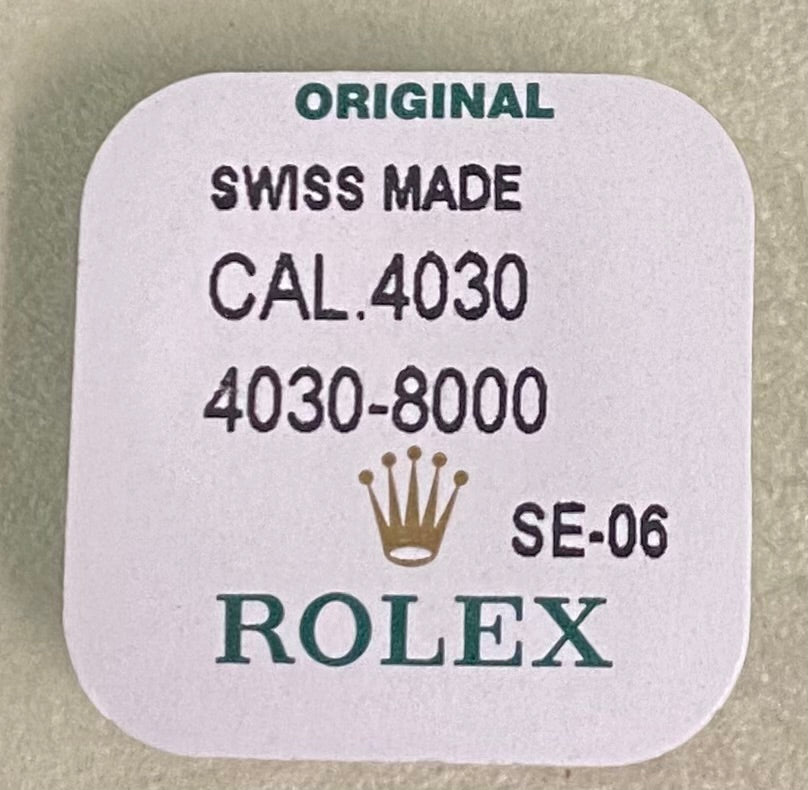 ORIGINAL
SWISS MADE
CAL.4030
4030-8000
SE-06
ROLEX